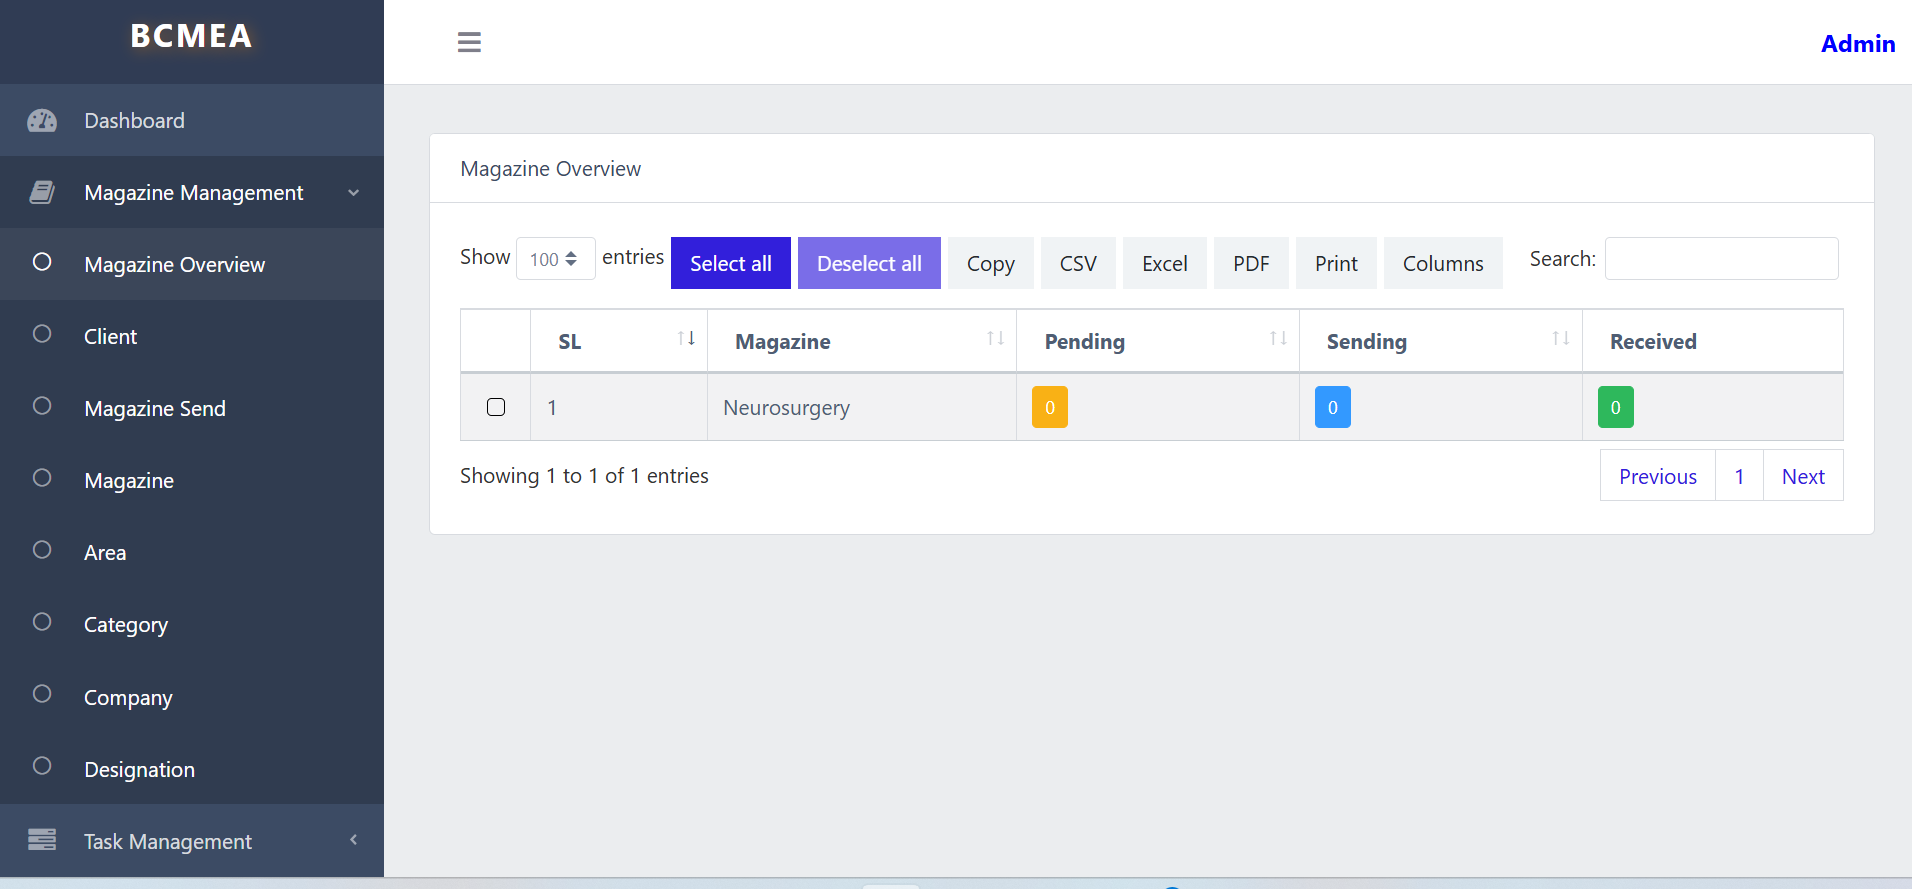 BCMEA
Admin
Dashboard
Magazine Management
Magazine Overview
Client
Magazine Send
Magazine
Area
Category
Company
Designation
Task Management
Magazine Overview
Show 100 entries Select all Deselect all Copy CSV Excel PDF Print Columns Search:
SL Magazine Pending Sending Received
1 Neurosurgery 0 0 0
Showing 1 to 1 of 1 entries Previous 1 Next